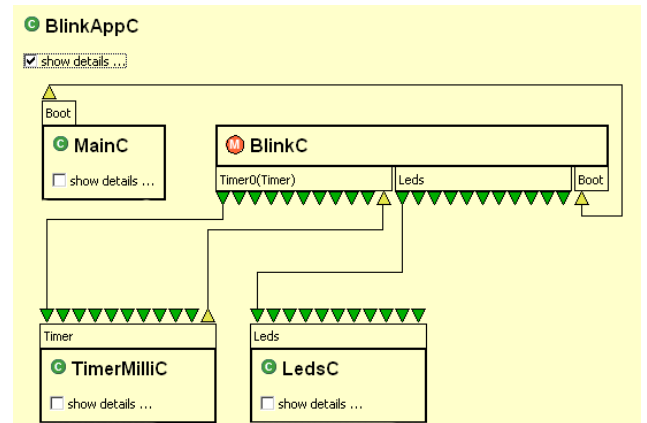 C BlinkAppC
show details ...
Boot
C MainC
show details ...
M BlinkC
Timer0(Timer)
Leds
Boot
Timer
C TimerMilliC
show details ...
Leds
C LedsC
show details ...